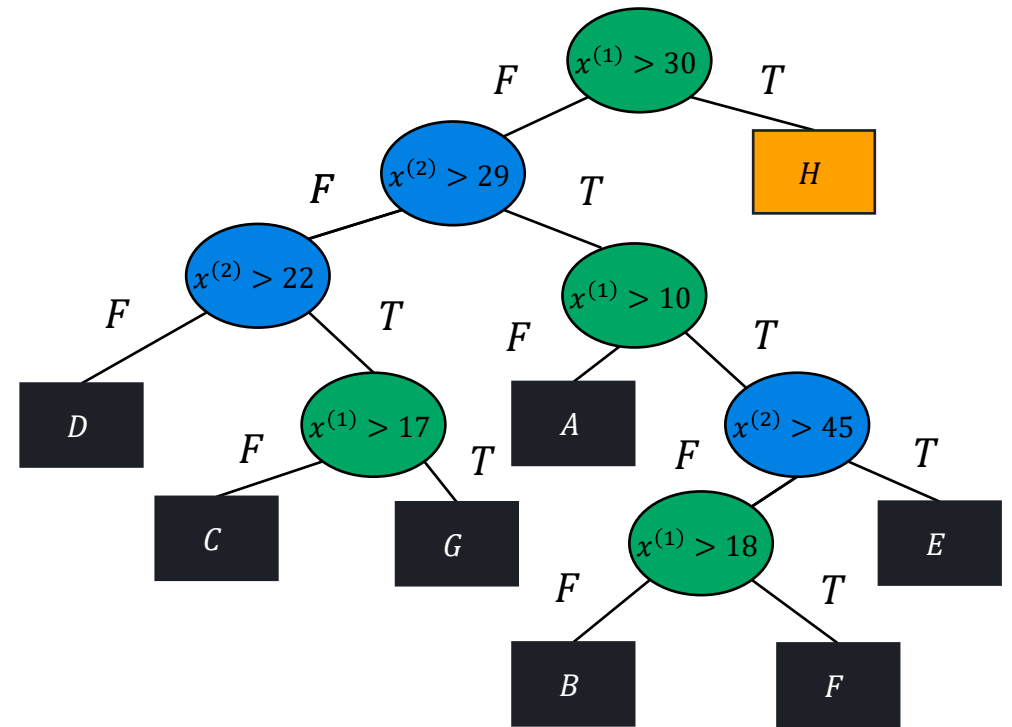 x^(1) > 30
F
T
H
x^(2) > 29
F
T
x^(2) > 22
x^(1) > 10
F
T
F
T
D
x^(1) > 17
A
x^(2) > 45
F
T
F
T
C
G
x^(1) > 18
E
F
T
B
F